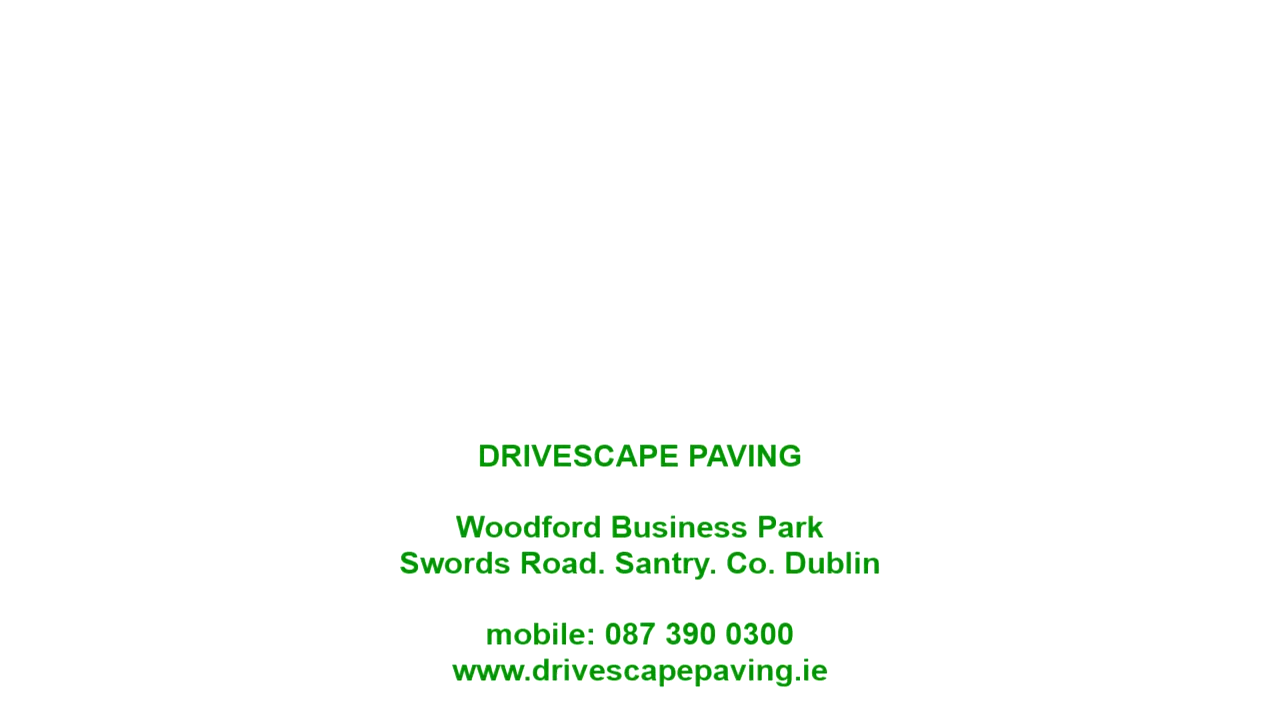 DRIVESCAPE PAVING
Woodford Business Park
Swords Road. Santry. Co. Dublin
mobile: 087 390 0300
www.drivescapepaving.ie